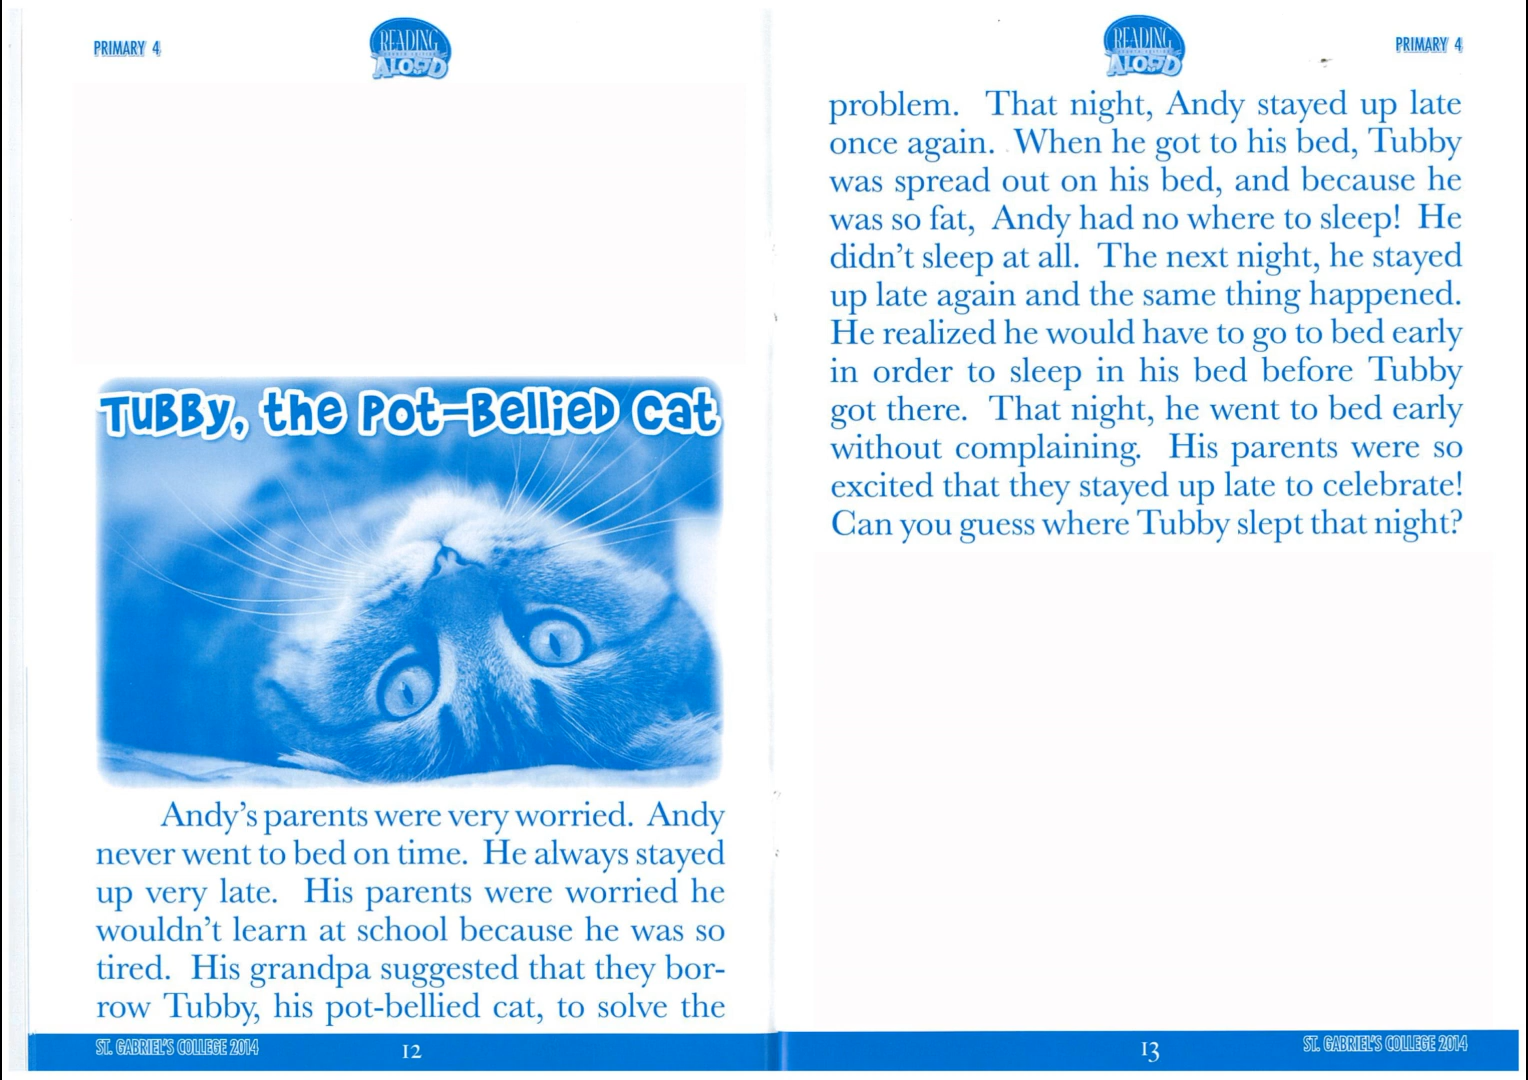 PRIMARY 4
READING
ALOUD
TUBBy, the Pot-BellieD Cat
Andy's parents were very worried.  Andy
never went to bed on time.  He always stayed
up very late.  His parents were worried he
wouldn't learn at school because he was so
tired.  His grandpa suggested that they bor-
row Tubby, his pot-bellied cat, to solve the
ST. GABRIEL'S COLLEGE 2014
12
READING
ALOUD
PRIMARY 4
problem.  That night, Andy stayed up late
once again.  When he got to his bed, Tubby
was spread out on his bed, and because he
was so fat,  Andy had no where to sleep!  He
didn't sleep at all.  The next night, he stayed
up late again and the same thing happened.
He realized he would have to go to bed early
in order to sleep in his bed before Tubby
got there.  That night, he went to bed early
without complaining.  His parents were so
excited that they stayed up late to celebrate!
Can you guess where Tubby slept that night?
13
ST. GABRIEL'S COLLEGE 2014